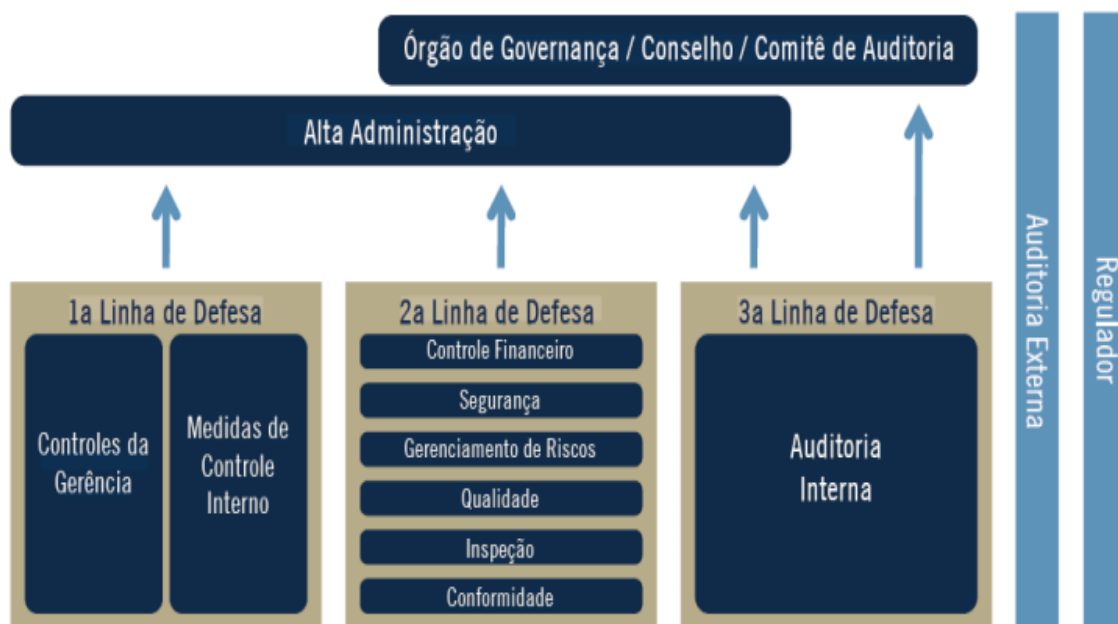 Órgão de Governança / Conselho / Comitê de Auditoria
Alta Administração
1a Linha de Defesa
Controles da
Gerência
Medidas de
Controle
Interno
2a Linha de Defesa
Controle Financeiro
Segurança
Gerenciamento de Riscos
Qualidade
Inspeção
Conformidade
3a Linha de Defesa
Auditoria
Interna
Auditoria Externa
Regulador